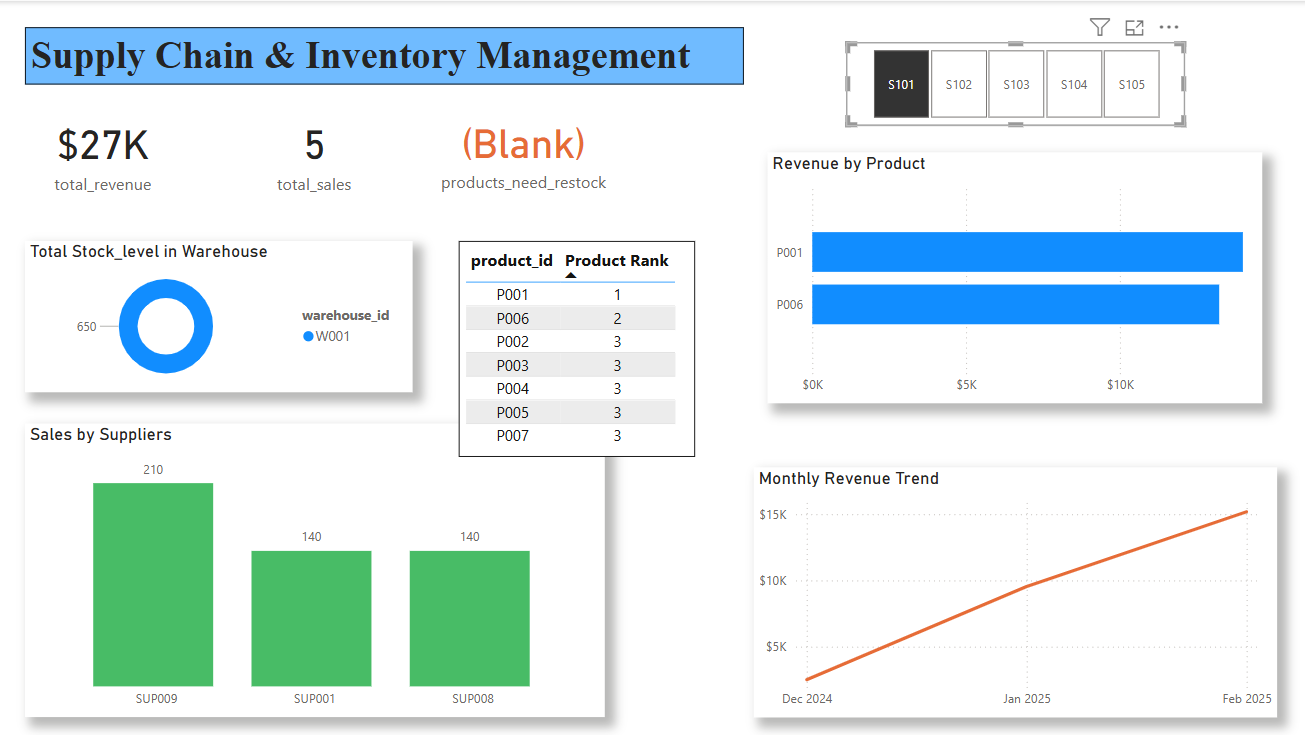 Supply Chain & Inventory Management
S101 S102 S103 S104 S105
$27K
total_revenue
5
total_sales
(Blank)
products_need_restock
Revenue by Product
P001
P006
$0K $5K $10K
Total Stock_level in Warehouse
650
warehouse_id
W001
product_id Product Rank
P001 1
P006 2
P002 3
P003 3
P004 3
P005 3
P007 3
Sales by Suppliers
210
140
140
SUP009 SUP001 SUP008
Monthly Revenue Trend
$15K
$10K
$5K
Dec 2024 Jan 2025 Feb 2025